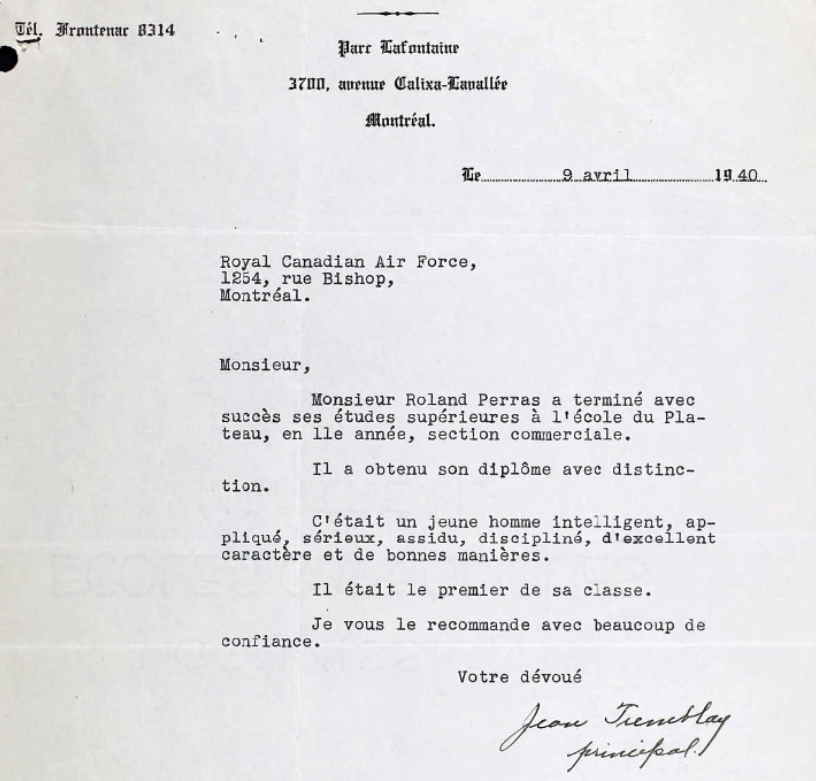 Tél. Frontenac 8314
Parc Lafontaine
3700, avenue Calixa-Lavallée
Montréal.
Le 9 avril 1940
Royal Canadian Air Force,
1254, rue Bishop,
Montréal.
Monsieur,
Monsieur Roland Perras a terminé avec
succès ses études supérieures à l'école du Pla-
teau, en 11e année, section commerciale.
Il a obtenu son diplôme avec distinc-
tion.
C'était un jeune homme intelligent, ap-
pliqué, sérieux, assidu, discipliné, d'excellent
caractère et de bonnes manières.
Il était le premier de sa classe.
Je vous le recommande avec beaucoup de
confiance.
Votre dévoué
Jean Tremblay
principal.